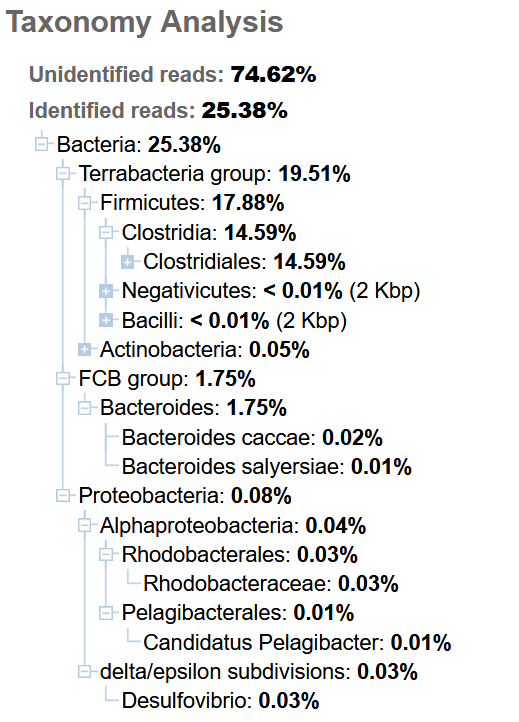 Taxonomy Analysis
Unidentified reads: 74.62%
Identified reads: 25.38%
Bacteria: 25.38%
Terrabacteria group: 19.51%
Firmicutes: 17.88%
Clostridia: 14.59%
Clostridiales: 14.59%
Negativicutes: < 0.01% (2 Kbp)
Bacilli: < 0.01% (2 Kbp)
Actinobacteria: 0.05%
FCB group: 1.75%
Bacteroides: 1.75%
Bacteroides caccae: 0.02%
Bacteroides salyersiae: 0.01%
Proteobacteria: 0.08%
Alphaproteobacteria: 0.04%
Rhodobacterales: 0.03%
Rhodobacteraceae: 0.03%
Pelagibacterales: 0.01%
Candidatus Pelagibacter: 0.01%
delta/epsilon subdivisions: 0.03%
Desulfovibrio: 0.03%